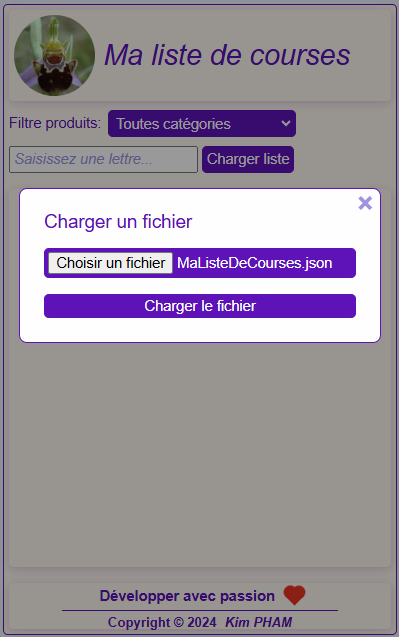 Ma liste de courses
Filtre produits: Toutes catégories
Saisissez une lettre... Charger liste
×
Charger un fichier
Choisir un fichier MaListeDeCourses.json
Charger le fichier
Développer avec passion
Copyright © 2024 Kim PHAM